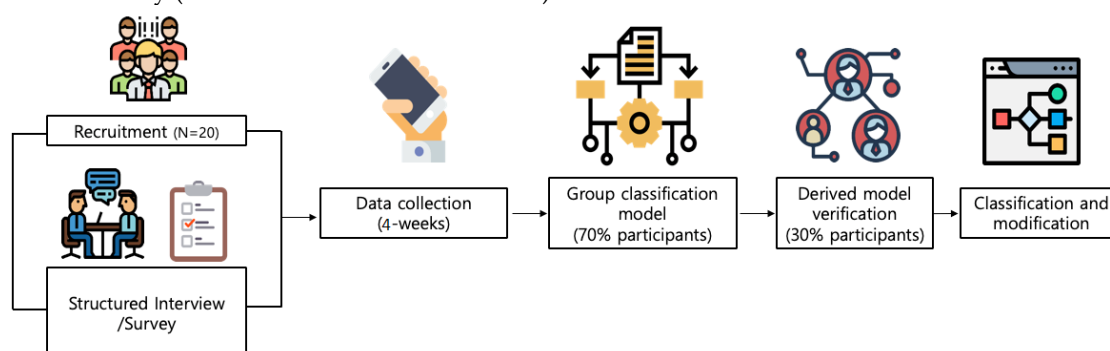 Recruitment (N=20)
Structured Interview
/Survey
Data collection
(4-weeks)
Group classification
model
(70% participants)
Derived model
verification
(30% participants)
Classification and
modification